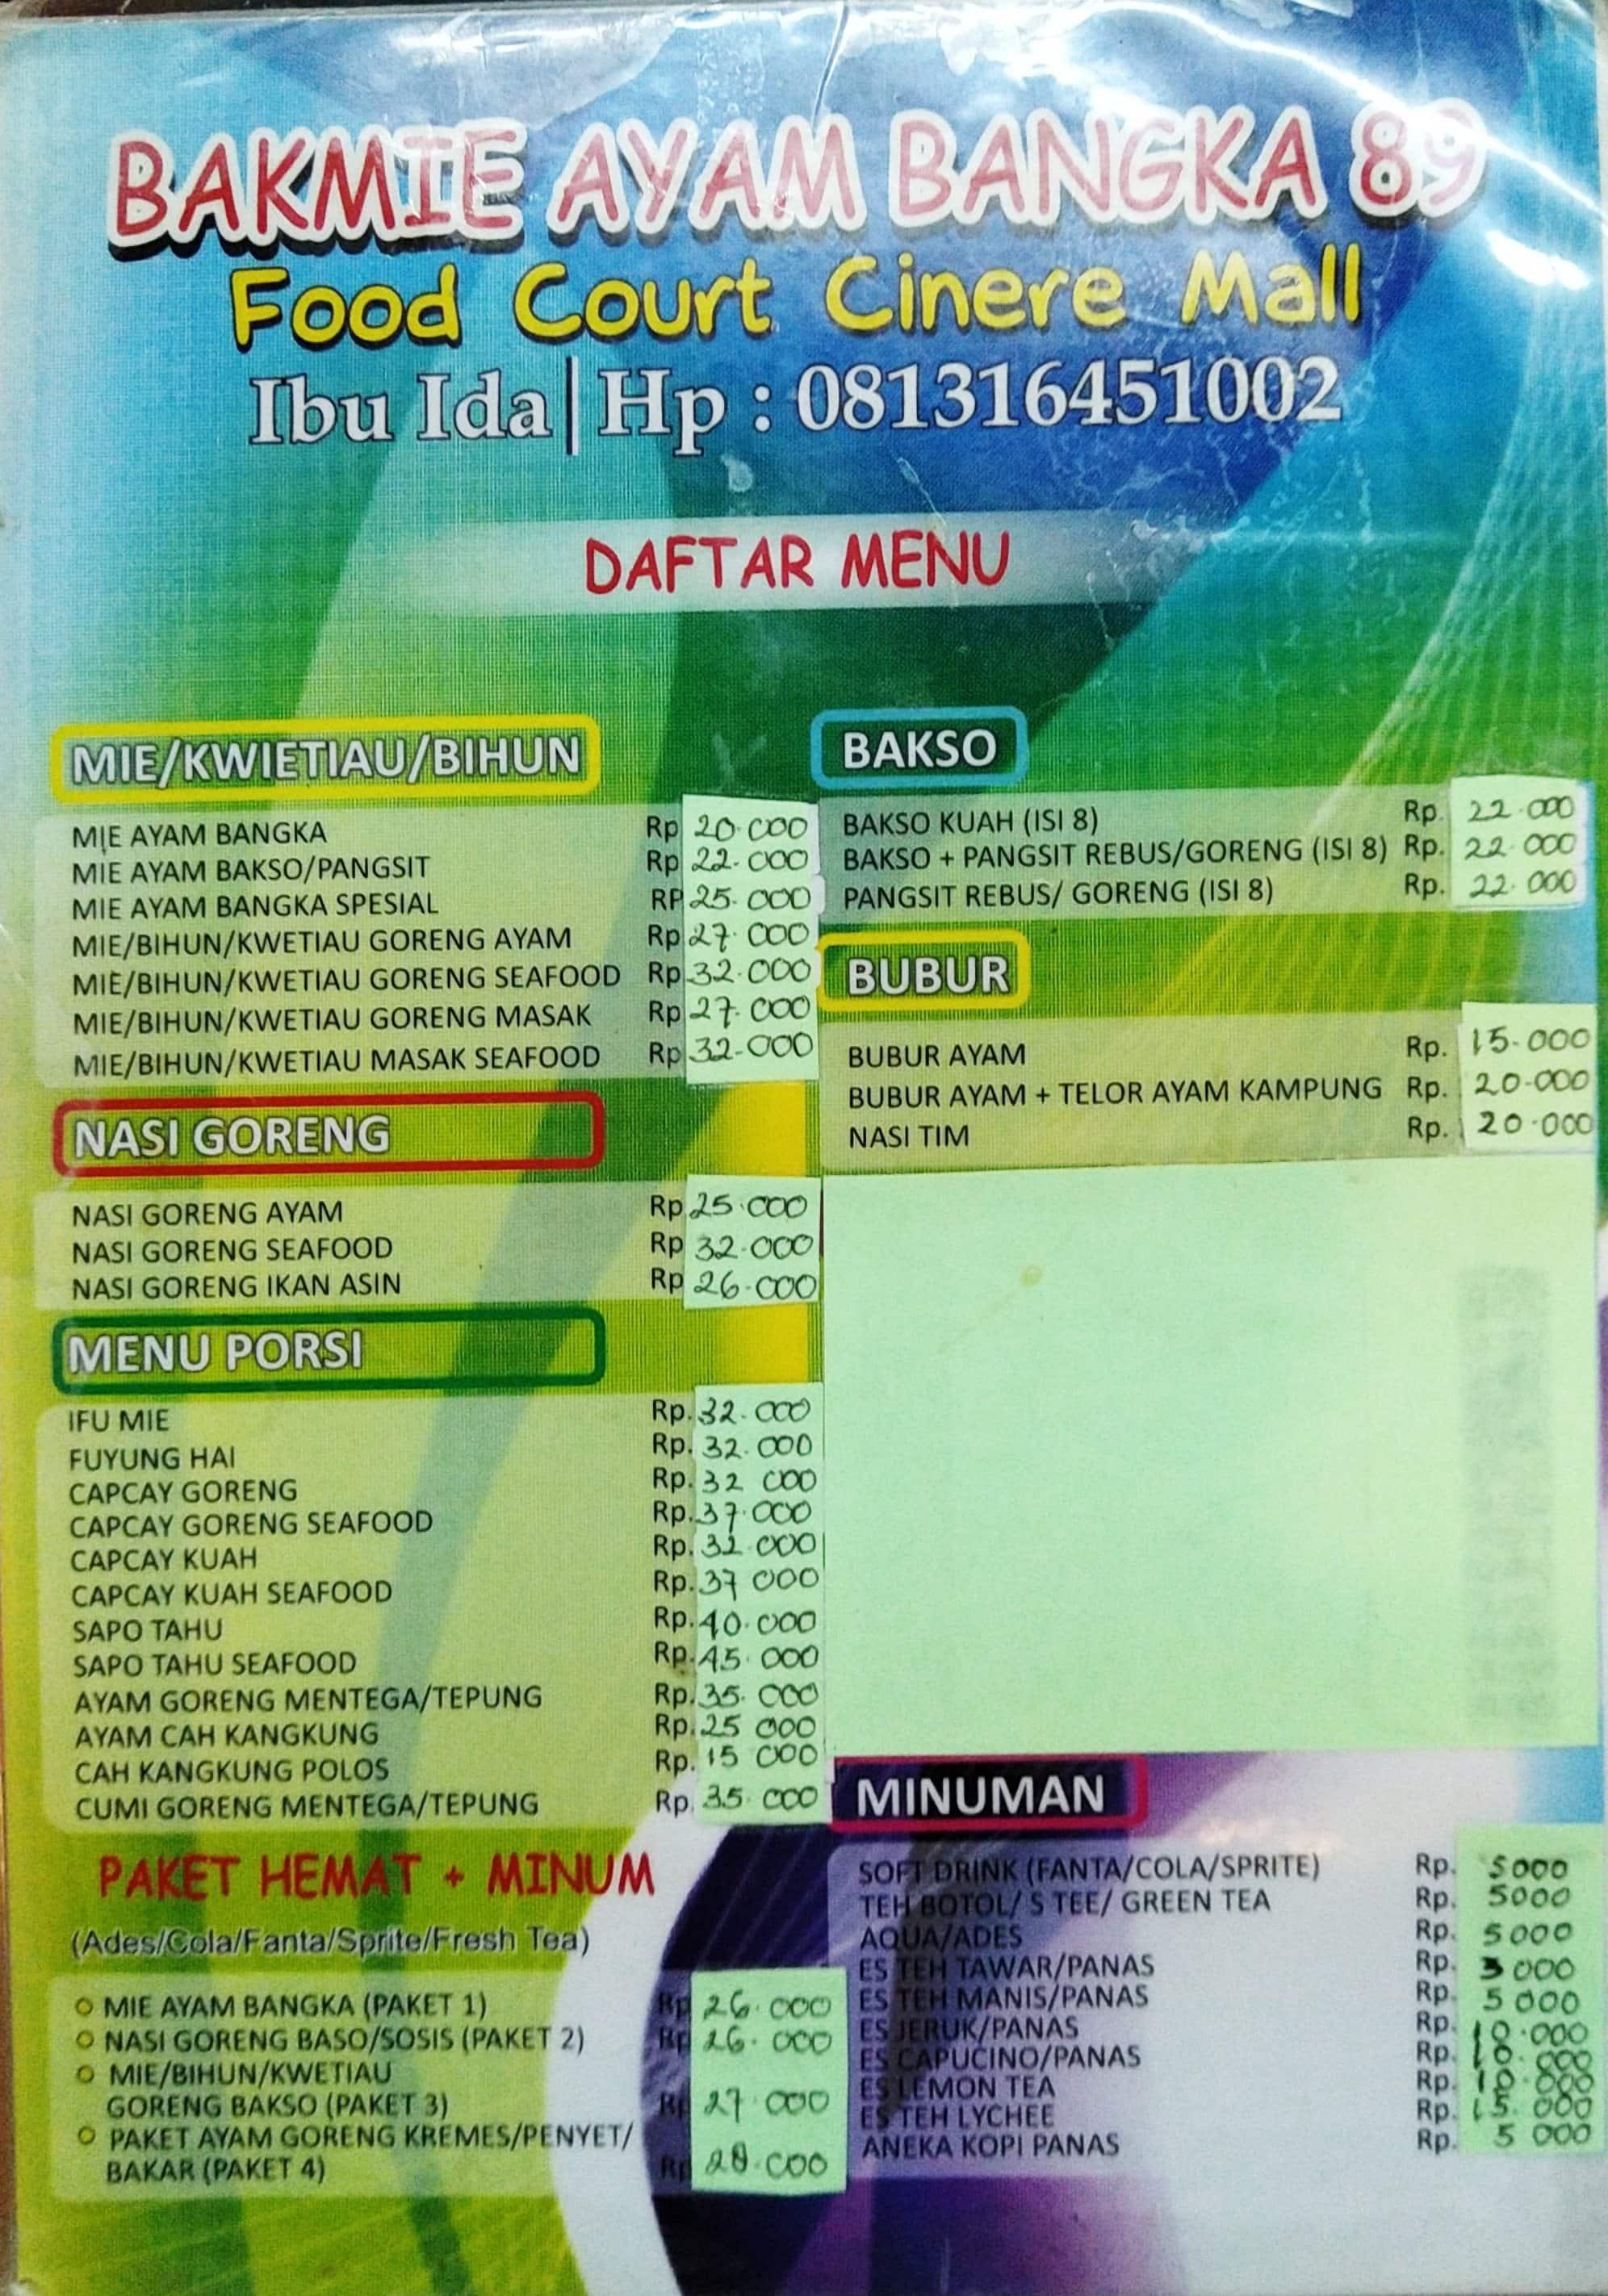 BAKMIE AYAM BANGKA 89
Food Court Cinere Mall
Ibu Ida | Hp : 081316451002
DAFTAR MENU
MIE/KWIETIAU/BIHUN
MIE AYAM BANGKA Rp 20.000
MIE AYAM BAKSO/PANGSIT Rp 22.000
MIE AYAM BANGKA SPESIAL RP 25.000
MIE/BIHUN/KWETIAU GORENG AYAM Rp 27.000
MIE/BIHUN/KWETIAU GORENG SEAFOOD Rp 32.000
MIE/BIHUN/KWETIAU GORENG MASAK Rp 27.000
MIE/BIHUN/KWETIAU MASAK SEAFOOD Rp 32.000
NASI GORENG
NASI GORENG AYAM Rp 25.000
NASI GORENG SEAFOOD Rp 32.000
NASI GORENG IKAN ASIN Rp 26.000
MENU PORSI
IFU MIE Rp. 32.000
FUYUNG HAI Rp. 32.000
CAPCAY GORENG Rp. 32 000
CAPCAY GORENG SEAFOOD Rp. 37.000
CAPCAY KUAH Rp. 32.000
CAPCAY KUAH SEAFOOD Rp. 37 000
SAPO TAHU Rp. 40.000
SAPO TAHU SEAFOOD Rp. 45.000
AYAM GORENG MENTEGA/TEPUNG Rp. 35.000
AYAM CAH KANGKUNG Rp. 25 000
CAH KANGKUNG POLOS Rp. 15 000
CUMI GORENG MENTEGA/TEPUNG Rp. 35.000
PAKET HEMAT + MINUM
(Ades/Cola/Fanta/Sprite/Fresh Tea)
MIE AYAM BANGKA (PAKET 1) Rp 26.000
NASI GORENG BASO/SOSIS (PAKET 2) Rp 26.000
MIE/BIHUN/KWETIAU
GORENG BAKSO (PAKET 3) Rp 27.000
PAKET AYAM GORENG KREMES/PENYET/
BAKAR (PAKET 4) Rp 28.000
BAKSO
BAKSO KUAH (ISI 8) Rp. 22.000
BAKSO + PANGSIT REBUS/GORENG (ISI 8) Rp. 22.000
PANGSIT REBUS/ GORENG (ISI 8) Rp. 22.000
BUBUR
BUBUR AYAM Rp. 15.000
BUBUR AYAM + TELOR AYAM KAMPUNG Rp. 20.000
NASI TIM Rp. 20.000
MINUMAN
SOFT DRINK (FANTA/COLA/SPRITE) Rp. 5000
TEH BOTOL/ S TEE/ GREEN TEA Rp. 5000
AQUA/ADES Rp. 5000
ES TEH TAWAR/PANAS Rp. 3000
ES TEH MANIS/PANAS Rp. 5000
ES JERUK/PANAS Rp. 10.000
ES CAPUCINO/PANAS Rp. 10.000
ES LEMON TEA Rp. 10.000
ES TEH LYCHEE Rp. 15.000
ANEKA KOPI PANAS Rp. 5 000